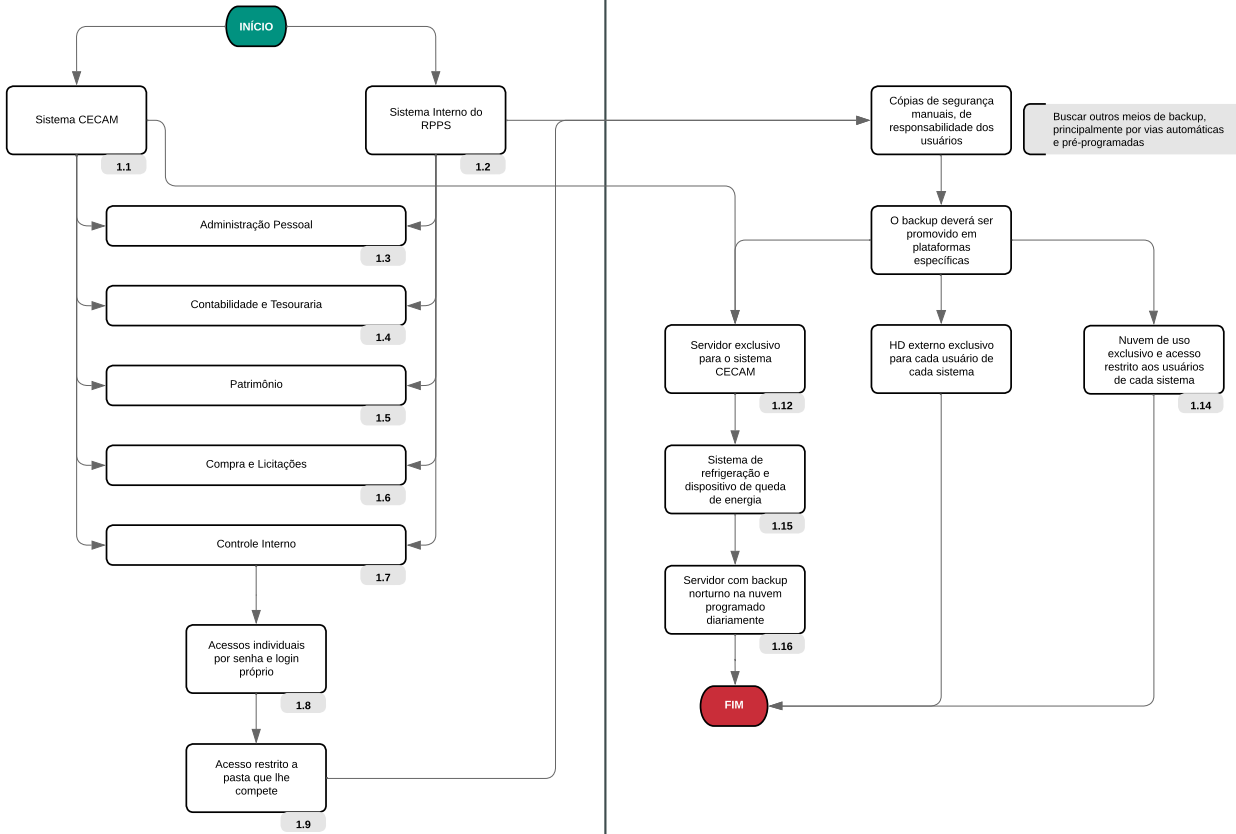 INÍCIO
Sistema CECAM
1.1
Sistema Interno do
RPPS
1.2
Administração Pessoal
1.3
Contabilidade e Tesouraria
1.4
Patrimônio
1.5
Compra e Licitações
1.6
Controle Interno
1.7
Acessos individuais
por senha e login
próprio
1.8
Acesso restrito a
pasta que lhe
compete
1.9
Cópias de segurança
manuais, de
responsabilidade dos
usuários
Buscar outros meios de backup,
principalmente por vias automáticas
e pré-programadas
O backup deverá ser
promovido em
plataformas
específicas
Servidor exclusivo
para o sistema
CECAM
1.12
HD externo exclusivo
para cada usuário de
cada sistema
Nuvem de uso
exclusivo e acesso
restrito aos usuários
de cada sistema
1.14
Sistema de
refrigeração e
dispositivo de queda
de energia
1.15
Servidor com backup
norturno na nuvem
programado
diariamente
1.16
FIM